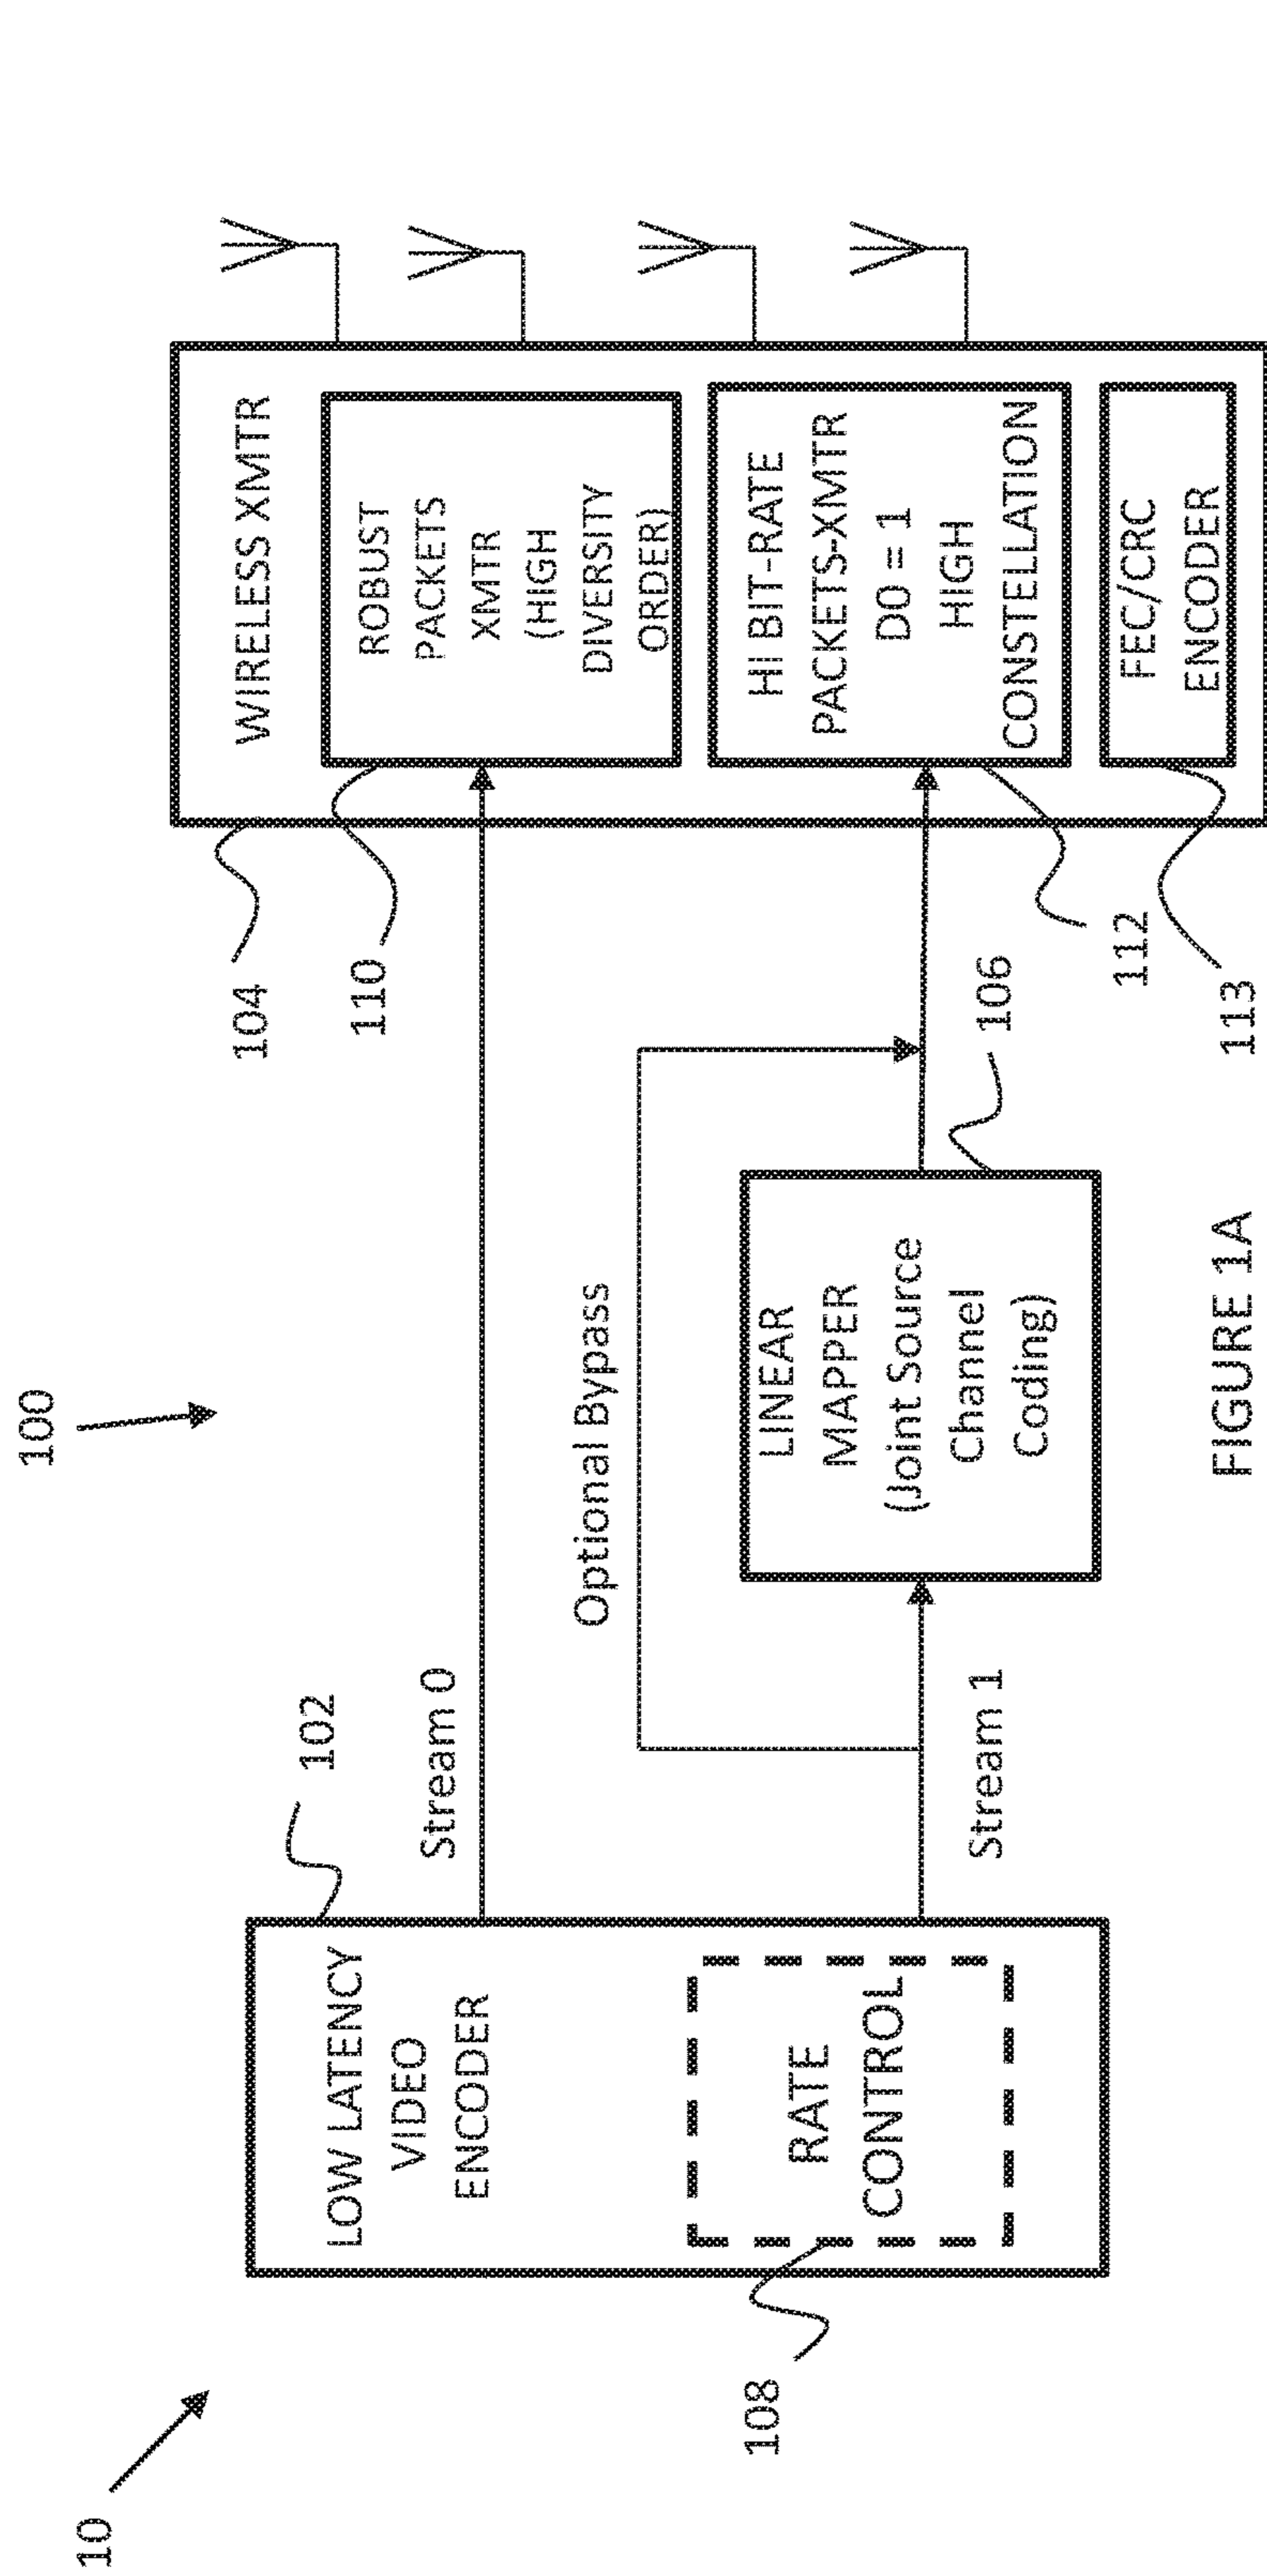 10
100
LOW LATENCY
VIDEO
ENCODER
102
RATE
CONTROL
108
Stream 0
Stream 1
Optional Bypass
LINEAR
MAPPER
(Joint Source
Channel
Coding)
106
104
110
112
113
WIRELESS XMTR
ROBUST
PACKETS
XMTR
(HIGH
DIVERSITY
ORDER)
HI BIT-RATE
PACKETS-XMTR
D0 = 1
HIGH
CONSTELLATION
FEC/CRC
ENCODER
FIGURE 1A